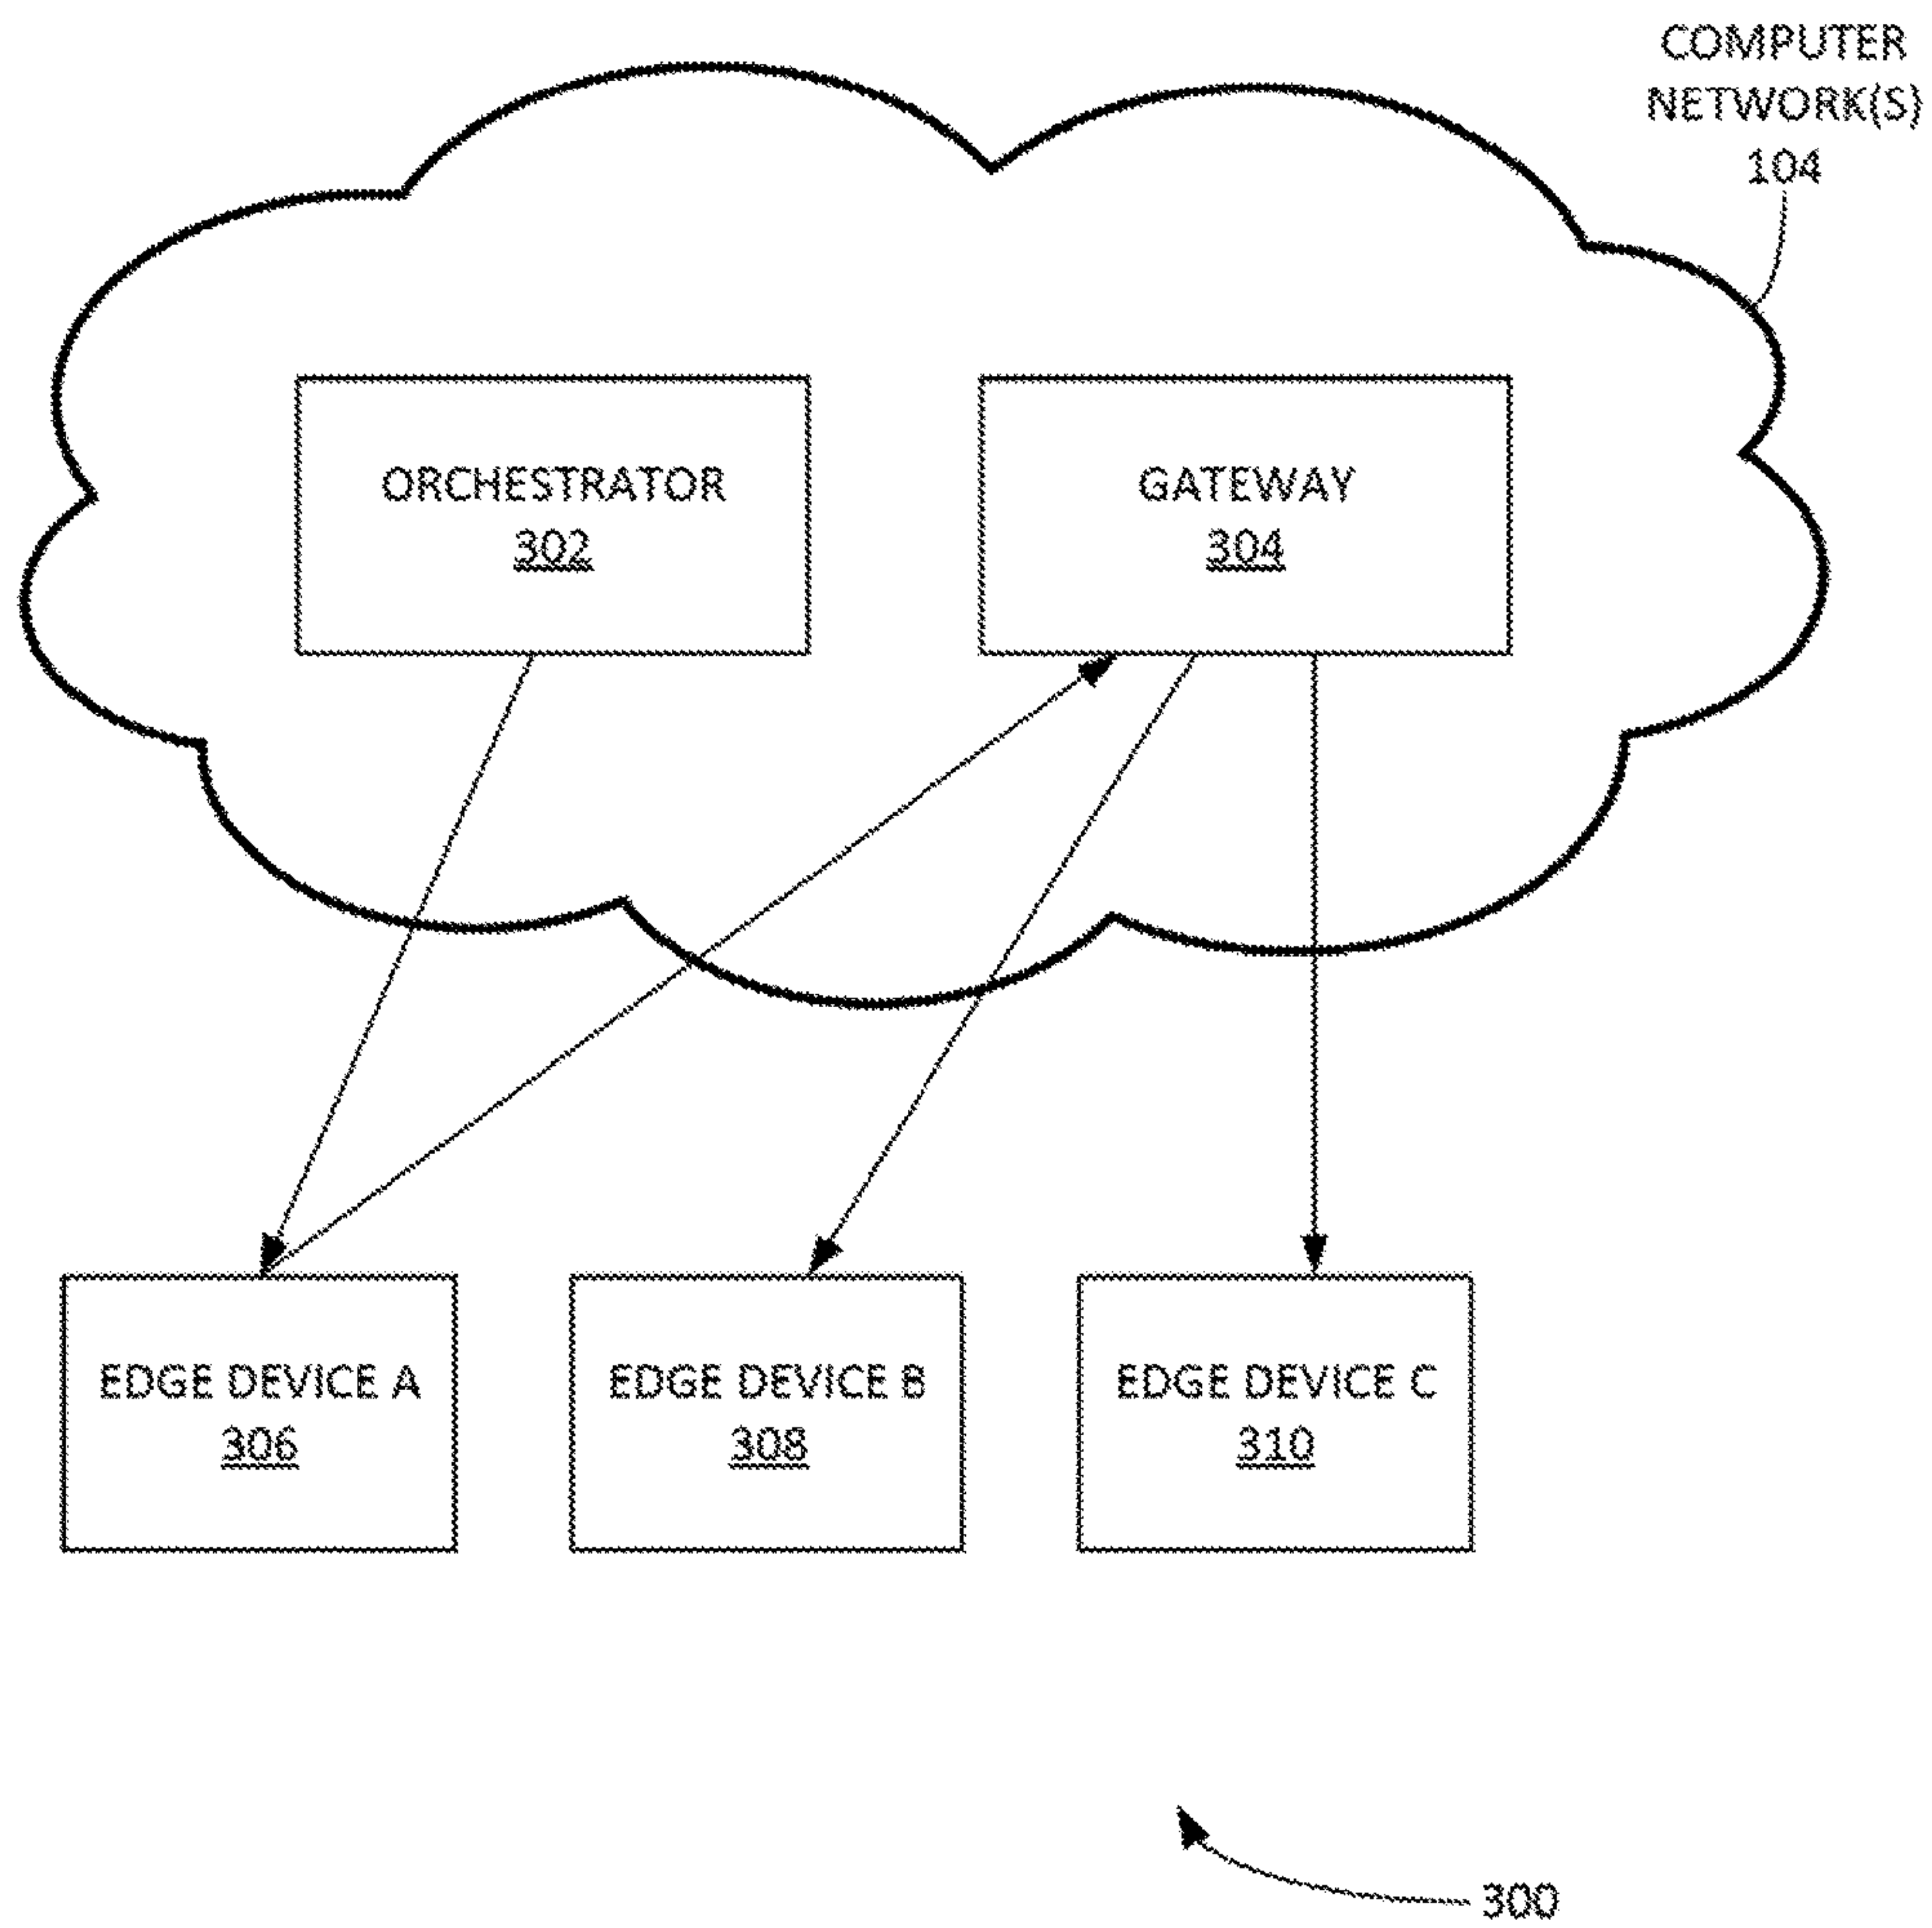 COMPUTER
NETWORK(S)
104
ORCHESTRATOR
302
GATEWAY
304
EDGE DEVICE A
306
EDGE DEVICE B
308
EDGE DEVICE C
310
300